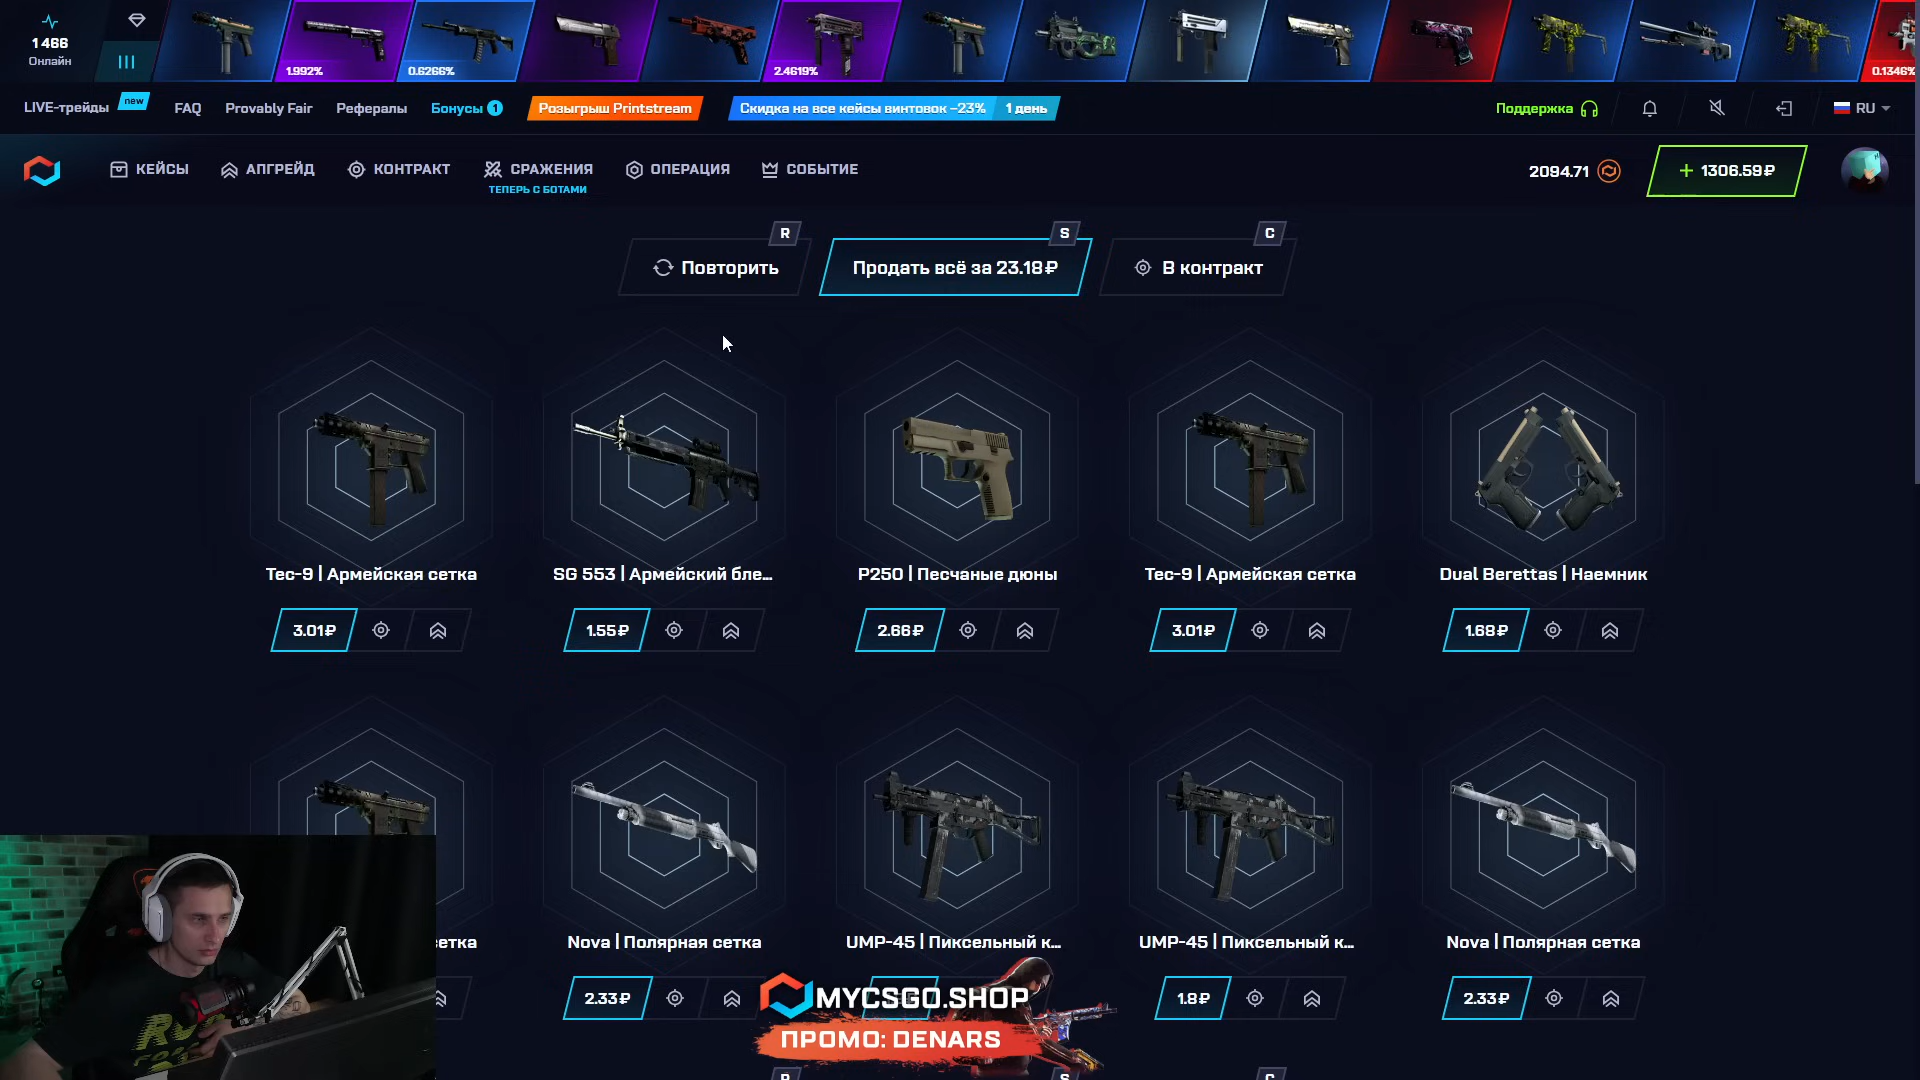 1 466
Онлайн
1.992%
0.6266%
2.4619%
0.1346%
LIVE-трейды
new
FAQ
Provably Fair
Рефералы
Бонусы 1
Розыгрыш Printstream
Скидка на все кейсы винтовок −23%
1 день
Поддержка
RU
КЕЙСЫ
АПГРЕЙД
КОНТРАКТ
СРАЖЕНИЯ
ТЕПЕРЬ С БОТАМИ
ОПЕРАЦИЯ
СОБЫТИЕ
2094.71
+ 1306.59₽
R
Повторить
S
Продать всё за 23.18₽
C
В контракт
Tec-9 | Армейская сетка
SG 553 | Армейский бле...
P250 | Песчаные дюны
Tec-9 | Армейская сетка
Dual Berettas | Наемник
3.01₽
1.55₽
2.66₽
3.01₽
1.68₽
сетка
Nova | Полярная сетка
UMP-45 | Пиксельный к...
UMP-45 | Пиксельный к...
Nova | Полярная сетка
2.33₽
1.8₽
2.33₽
MYCSGO.SHOP
ПРОМО: DENARS
R
S
C